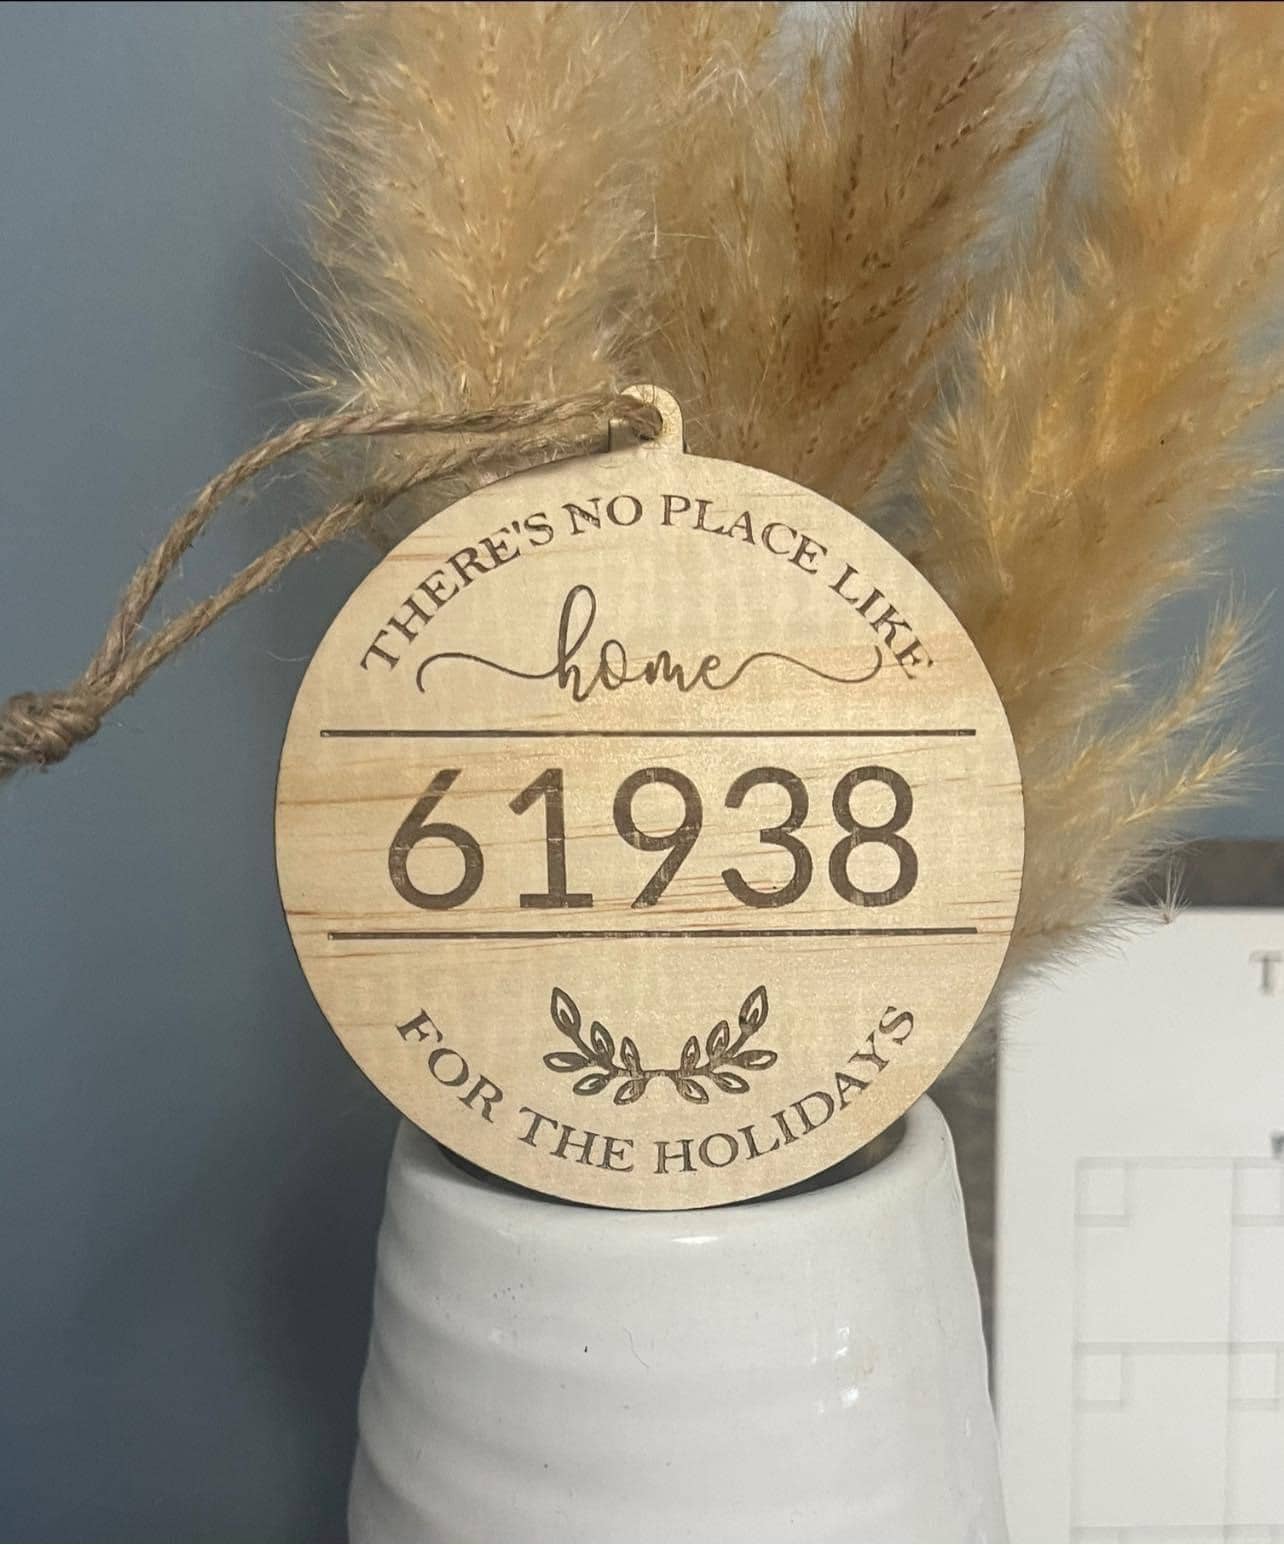 THERE'S NO PLACE LIKE
home
61938
FOR THE HOLIDAYS